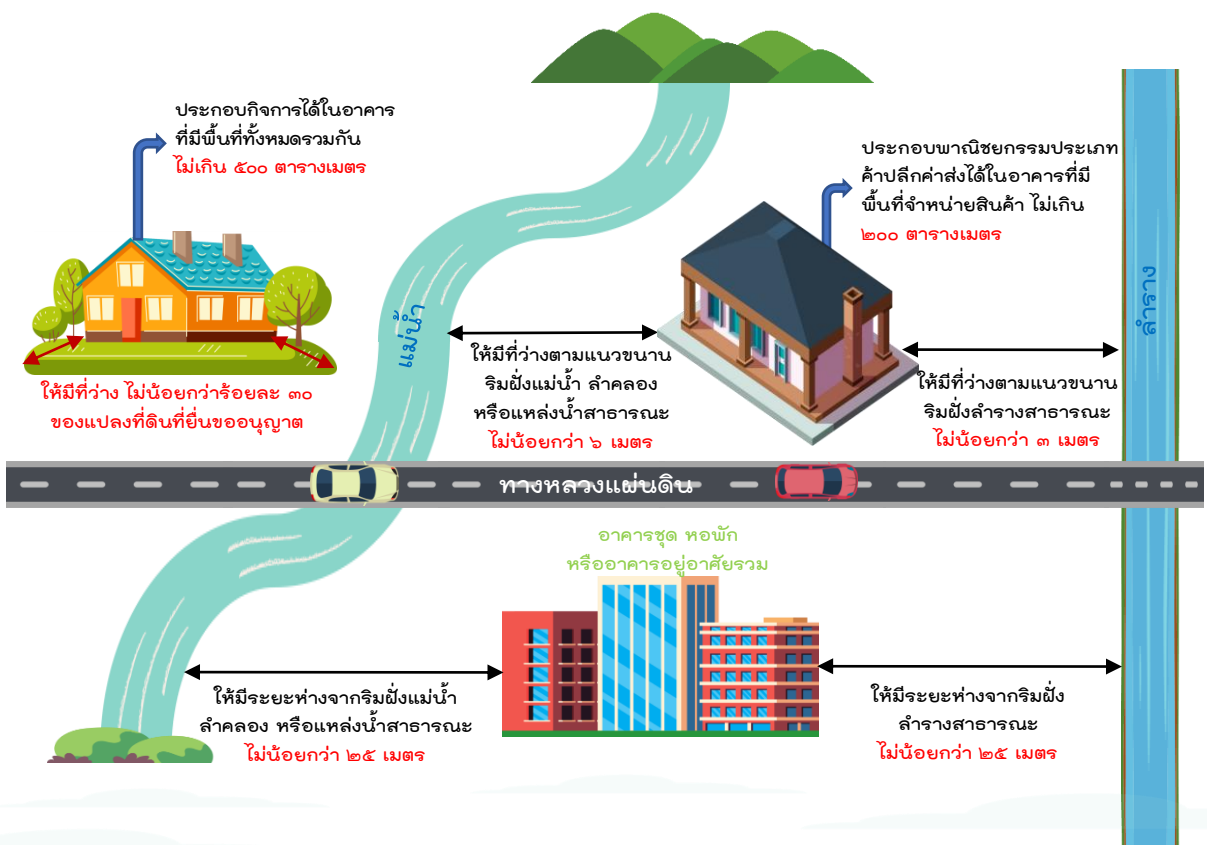 ประกอบกิจการได้ในอาคาร
ที่มีพื้นที่ทั้งหมดรวมกัน
ไม่เกิน ๕๐๐ ตารางเมตร
ประกอบพาณิชยกรรมประเภท
ค้าปลีกค่าส่งได้ในอาคารที่มี
พื้นที่จำหน่ายสินค้า ไม่เกิน
๒๐๐ ตารางเมตร
ลำราง
แม่น้ำ
ให้มีที่ว่าง ไม่น้อยกว่าร้อยละ ๓๐
ของแปลงที่ดินที่ยื่นขออนุญาต
ให้มีที่ว่างตามแนวขนาน
ริมฝั่งแม่น้ำ ลำคลอง
หรือแหล่งน้ำสาธารณะ
ไม่น้อยกว่า ๖ เมตร
ให้มีที่ว่างตามแนวขนาน
ริมฝั่งลำรางสาธารณะ
ไม่น้อยกว่า ๓ เมตร
ทางหลวงแผ่นดิน
อาคารชุด หอพัก
หรืออาคารอยู่อาศัยรวม
ให้มีระยะห่างจากริมฝั่งแม่น้ำ
ลำคลอง หรือแหล่งน้ำสาธารณะ
ไม่น้อยกว่า ๒๕ เมตร
ให้มีระยะห่างจากริมฝั่ง
ลำรางสาธารณะ
ไม่น้อยกว่า ๒๕ เมตร